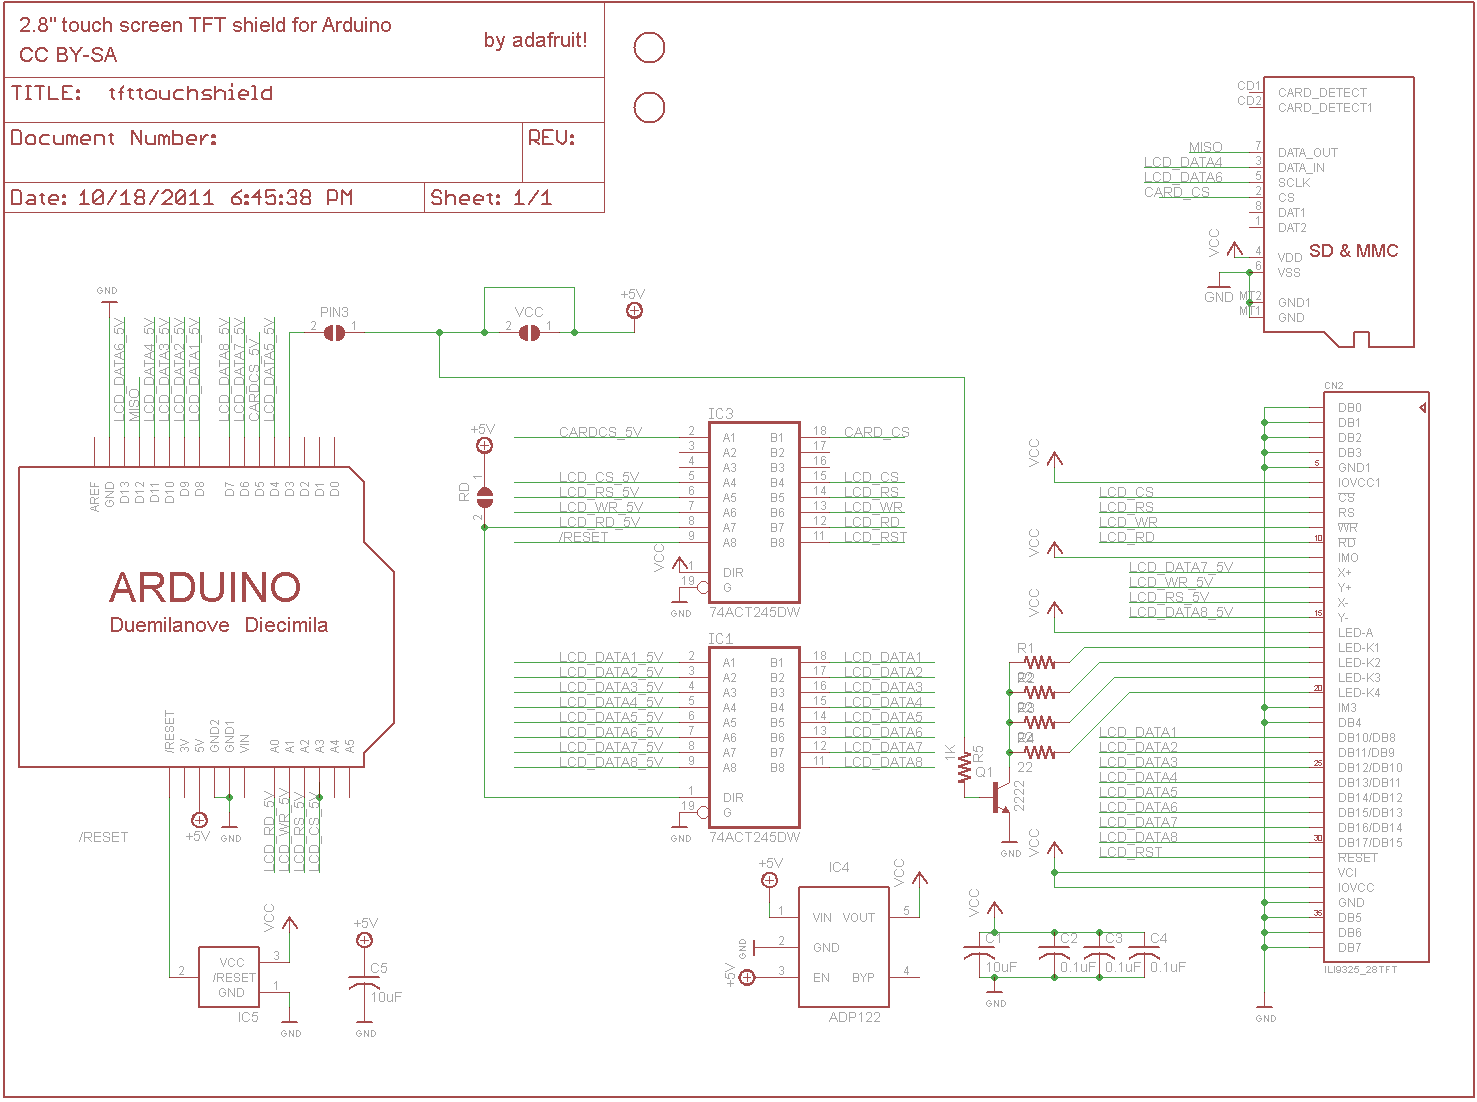 2.8" touch screen TFT shield for Arduino
CC BY-SA
by adafruit!
TITLE: tfttouchshield
Document Number:
REV:
Date: 10/18/2011 6:45:38 PM
Sheet: 1/1
CD1 CARD_DETECT
CD2 CARD_DETECT1
MISO 7 DATA_OUT
LCD_DATA4 3 DATA_IN
LCD_DATA6 5 SCLK
CARD_CS 2 CS
8 DAT1
1 DAT2
VCC 4 VDD
SD & MMC
6 VSS
GND
MT2 GND1
MT1 GND
GND
LCD_DATA6_5V
MISO
LCD_DATA4_5V
LCD_DATA3_5V
LCD_DATA2_5V
LCD_DATA1_5V
LCD_DATA8_5V
LCD_DATA7_5V
CARDCS_5V
LCD_DATA5_5V
PIN3
2 1
VCC
2 1
+5V
AREF
GND
D13
D12
D11
D10
D9
D8
D7
D6
D5
D4
D3
D2
D1
D0
ARDUINO
Duemilanove Diecimila
/RESET
3V
5V
GND2
GND1
VIN
A0
A1
A2
A3
A4
A5
+5V
GND
LCD_RD_5V
LCD_WR_5V
LCD_RS_5V
LCD_CS_5V
/RESET
+5V
RD
1
2
IC3
CARDCS_5V 2 A1 B1 18 CARD_CS
3 A2 B2 17
4 A3 B3 16
LCD_CS_5V 5 A4 B4 15 LCD_CS
LCD_RS_5V 6 A5 B5 14 LCD_RS
LCD_WR_5V 7 A6 B6 13 LCD_WR
LCD_RD_5V 8 A7 B7 12 LCD_RD
/RESET 9 A8 B8 11 LCD_RST
VCC 1 DIR
19 G
GND
74ACT245DW
IC1
LCD_DATA1_5V 2 A1 B1 18 LCD_DATA1
LCD_DATA2_5V 3 A2 B2 17 LCD_DATA2
LCD_DATA3_5V 4 A3 B3 16 LCD_DATA3
LCD_DATA4_5V 5 A4 B4 15 LCD_DATA4
LCD_DATA5_5V 6 A5 B5 14 LCD_DATA5
LCD_DATA6_5V 7 A6 B6 13 LCD_DATA6
LCD_DATA7_5V 8 A7 B7 12 LCD_DATA7
LCD_DATA8_5V 9 A8 B8 11 LCD_DATA8
1 DIR
19 G
GND
74ACT245DW
CN2
DB0
DB1
DB2
DB3
5 GND1
VCC IOVCC1
LCD_CS CS
LCD_RS RS
LCD_WR WR
LCD_RD 10 RD
VCC IMO
LCD_DATA7_5V X+
LCD_WR_5V Y+
LCD_RS_5V X-
LCD_DATA8_5V 15 Y-
VCC LED-A
R1 LED-K1
LED-K2
LED-K3
20 LED-K4
22
IM3
DB4
LCD_DATA1 DB10/DB8
LCD_DATA2 DB11/DB9
LCD_DATA3 25 DB12/DB10
LCD_DATA4 DB13/DB11
LCD_DATA5 DB14/DB12
LCD_DATA6 DB15/DB13
LCD_DATA7 DB16/DB14
LCD_DATA8 30 DB17/DB15
LCD_RST RESET
VCC VCI
IOVCC
GND
35 DB5
DB6
DB7
ILI9325_28TFT
GND
1K
R5
Q1
2222
GND
VCC
VCC 3
2 /RESET
GND 1
IC5
GND
+5V
C5
10uF
GND
IC4
+5V 1 VIN VOUT 5 VCC
GND 2 GND
+5V 3 EN BYP 4
ADP122
VCC
C1 C2 C3 C4
10uF 0.1uF 0.1uF 0.1uF
GND